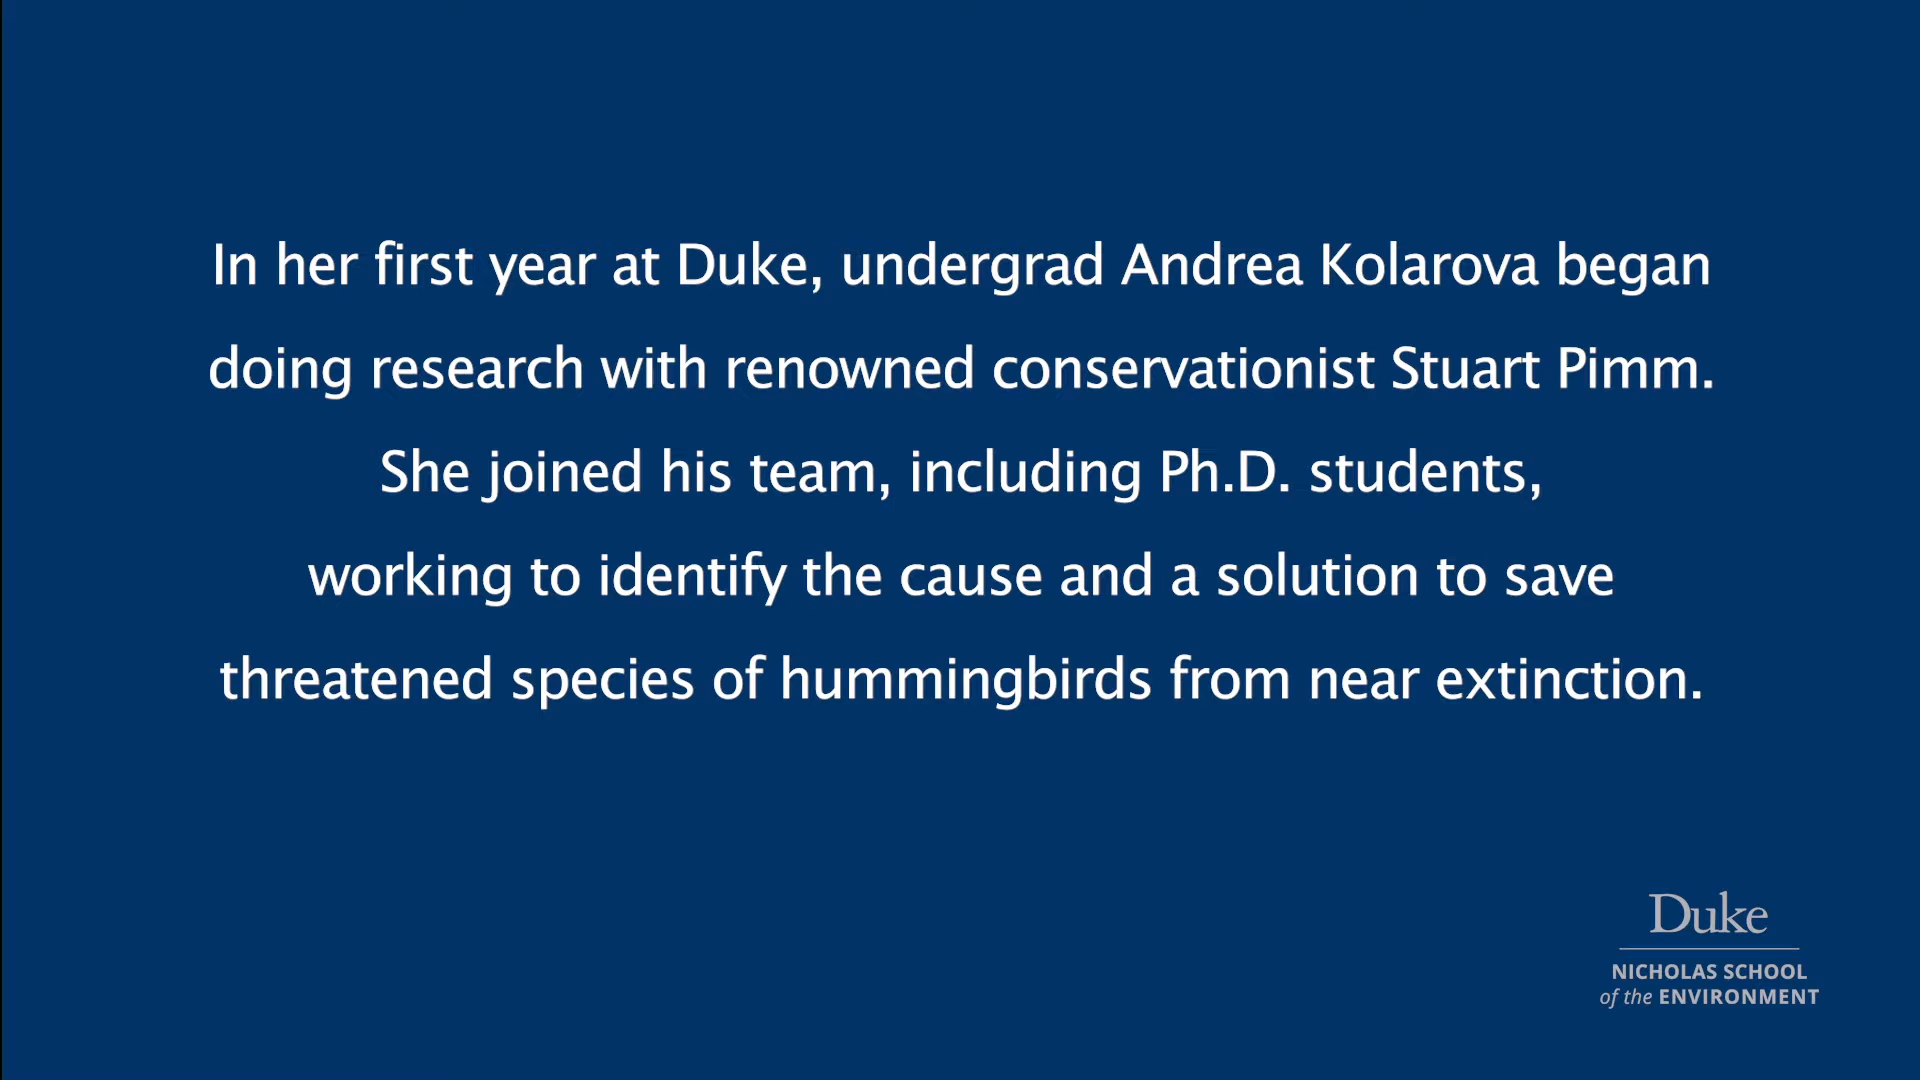 In her first year at Duke, undergrad Andrea Kolarova began
doing research with renowned conservationist Stuart Pimm.
She joined his team, including Ph.D. students,
working to identify the cause and a solution to save
threatened species of hummingbirds from near extinction.
Duke
NICHOLAS SCHOOL
of the ENVIRONMENT